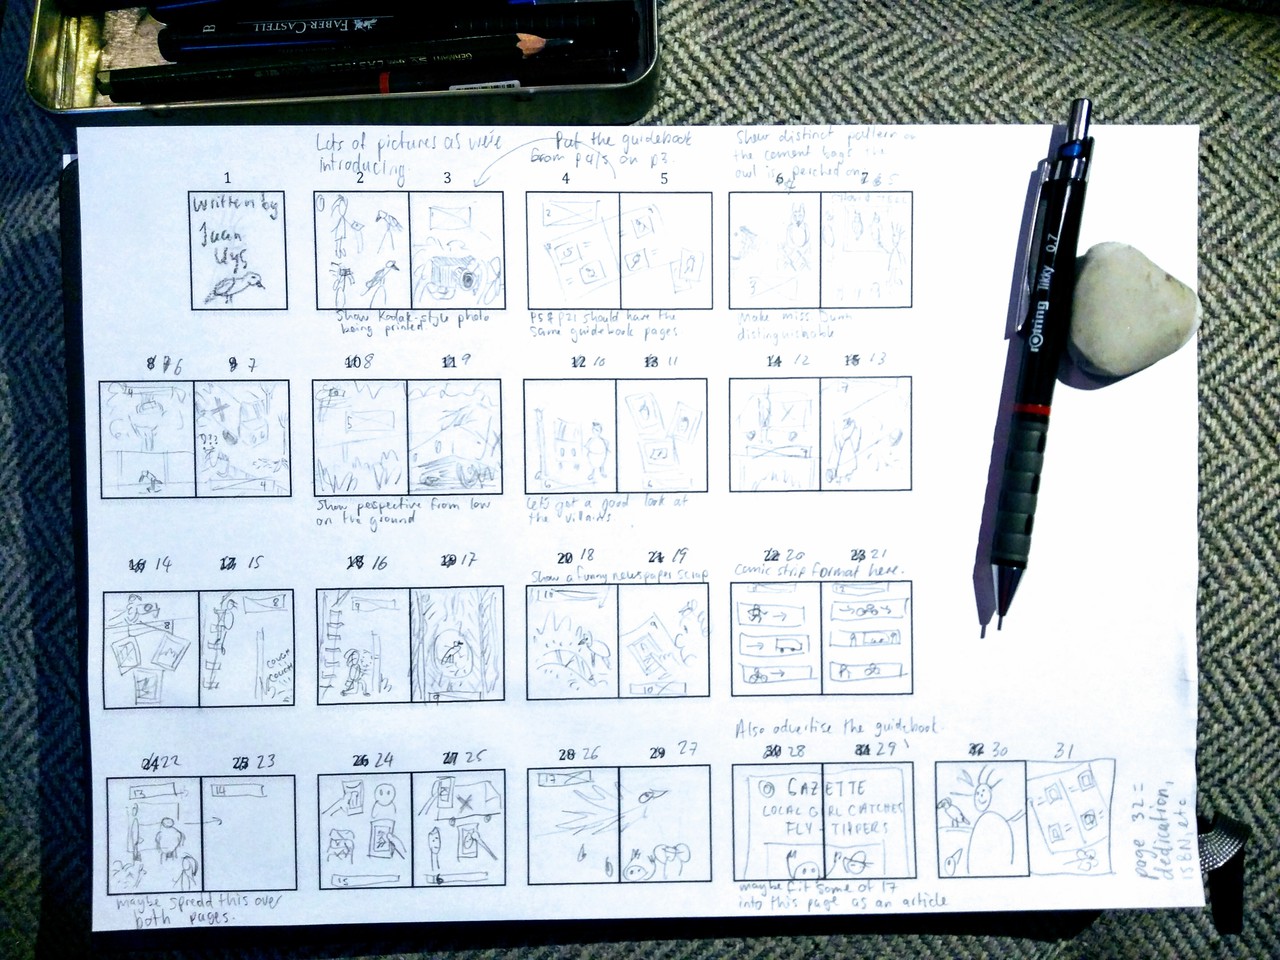 FABER-CASTELL
B
Lots of pictures as we're
introducing.
Put the guidebook
from p4/5 on p3.
Show distinct pattern on
the cement bags the
owl is perched on
1
2
3
4
5
6
7
5
Written by
Juan
Wys
rotring Tikky 0.7
Show Kodak-style photo
being printed
P5 & P21 should have the
same guidebook pages
Make miss Dunn
distinguishable
8 7 6
9 7
10 8
11 9
12 10
13 11
14 12
15 13
Show perspective from low
on the ground
Let's get a good look at
the villains
16 14
17 15
18 16
19 17
20 18
21 19
22 20
23 21
Show a funny newspaper scrap
Comic strip format here.
COUGH
COUGH
Also advertise the guidebook.
24 22
25 23
26 24
27 25
28 26
29 27
30 28
31 29
32 30
31
13
14
17
GAZETTE
LOCAL GIRL CATCHES
FLY-TIPPERS
15
16
maybe spread this over
both pages.
maybe fit some of 17
into this page as an article
page 32 =
dedication,
ISBN, etc